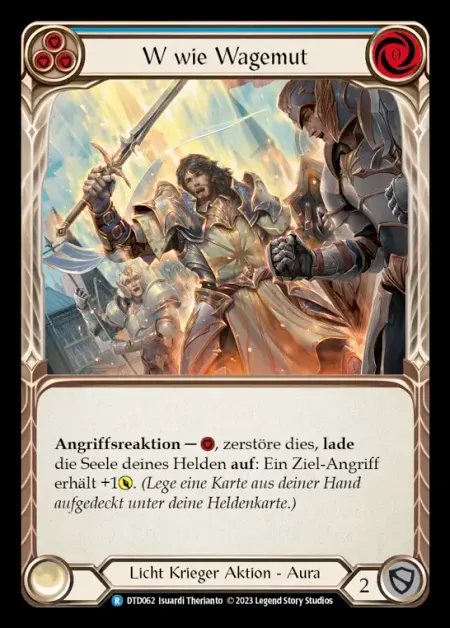 W wie Wagemut
0
Angriffsreaktion — , zerstöre dies, lade
die Seele deines Helden auf: Ein Ziel-Angriff
erhält +1. (Lege eine Karte aus deiner Hand
aufgedeckt unter deine Heldenkarte.)
Licht Krieger Aktion - Aura
2
R DTD062 Isuardi Therianto © 2023 Legend Story Studios